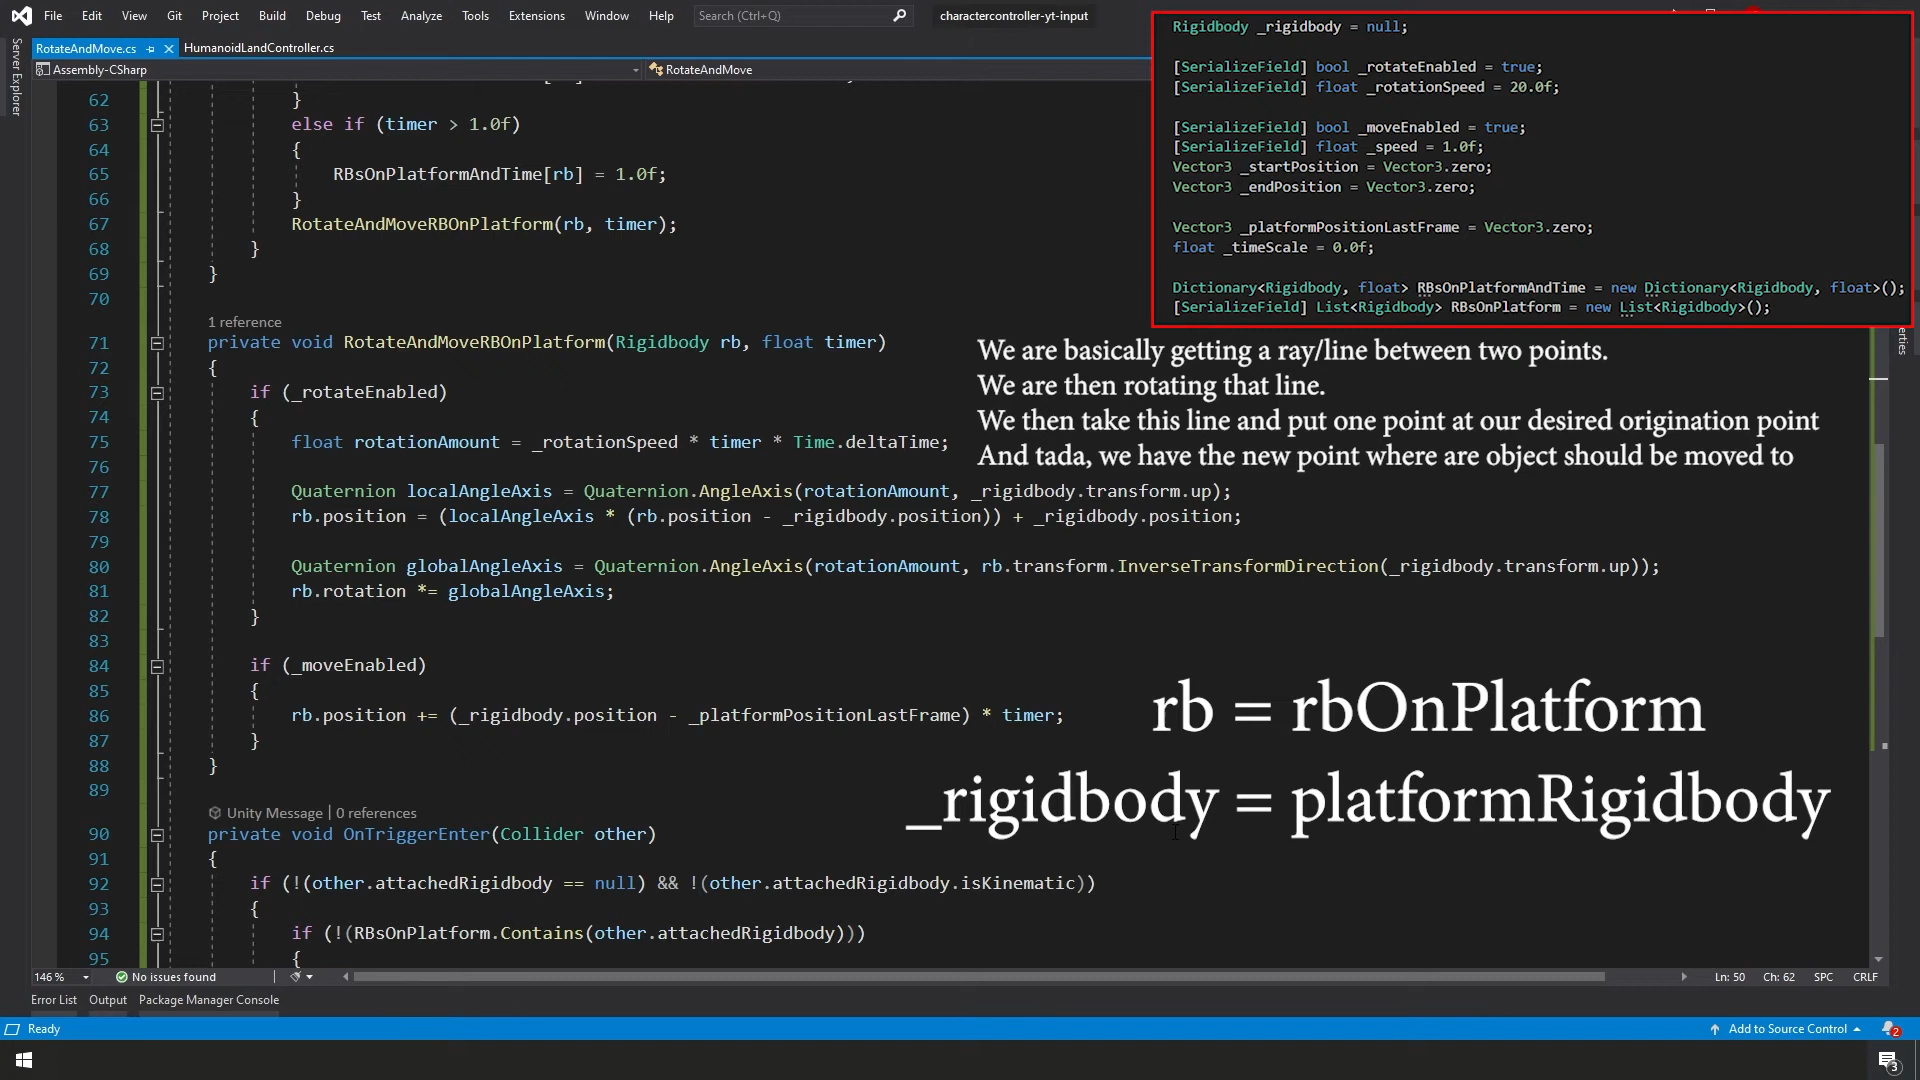 File Edit View Git Project Build Debug Test Analyze Tools Extensions Window Help Search (Ctrl+Q) charactercontroller-yt-input
RotateAndMove.cs HumanoidLandController.cs
Server Explorer
Assembly-CSharp RotateAndMove
Rigidbody _rigidbody = null;
[SerializeField] bool _rotateEnabled = true;
[SerializeField] float _rotationSpeed = 20.0f;
[SerializeField] bool _moveEnabled = true;
[SerializeField] float _speed = 1.0f;
Vector3 _startPosition = Vector3.zero;
Vector3 _endPosition = Vector3.zero;
Vector3 _platformPositionLastFrame = Vector3.zero;
float _timeScale = 0.0f;
Dictionary<Rigidbody, float> RBsOnPlatformAndTime = new Dictionary<Rigidbody, float>();
[SerializeField] List<Rigidbody> RBsOnPlatform = new List<Rigidbody>();
62 }
63 else if (timer > 1.0f)
64 {
65 RBsOnPlatformAndTime[rb] = 1.0f;
66 }
67 RotateAndMoveRBOnPlatform(rb, timer);
68 }
69 }
70
1 reference
71 private void RotateAndMoveRBOnPlatform(Rigidbody rb, float timer)
72 {
73 if (_rotateEnabled)
74 {
75 float rotationAmount = _rotationSpeed * timer * Time.deltaTime;
76
77 Quaternion localAngleAxis = Quaternion.AngleAxis(rotationAmount, _rigidbody.transform.up);
78 rb.position = (localAngleAxis * (rb.position - _rigidbody.position)) + _rigidbody.position;
79
80 Quaternion globalAngleAxis = Quaternion.AngleAxis(rotationAmount, rb.transform.InverseTransformDirection(_rigidbody.transform.up));
81 rb.rotation *= globalAngleAxis;
82 }
83
84 if (_moveEnabled)
85 {
86 rb.position += (_rigidbody.position - _platformPositionLastFrame) * timer;
87 }
88 }
89
Unity Message | 0 references
90 private void OnTriggerEnter(Collider other)
91 {
92 if (!(other.attachedRigidbody == null) && !(other.attachedRigidbody.isKinematic))
93 {
94 if (!(RBsOnPlatform.Contains(other.attachedRigidbody)))
95 {
We are basically getting a ray/line between two points.
We are then rotating that line.
We then take this line and put one point at our desired origination point
And tada, we have the new point where are object should be moved to
rb = rbOnPlatform
_rigidbody = platformRigidbody
146 % No issues found Ln: 50 Ch: 62 SPC CRLF
Error List Output Package Manager Console
Ready Add to Source Control 2
3